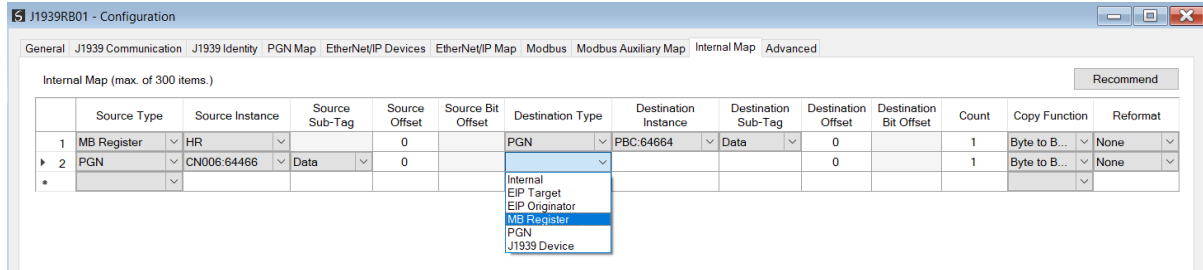 J1939RB01 - Configuration
General J1939 Communication J1939 Identity PGN Map EtherNet/IP Devices EtherNet/IP Map Modbus Modbus Auxiliary Map Internal Map Advanced
Internal Map (max. of 300 items.) Recommend
Source Type Source Instance Source Sub-Tag Source Offset Source Bit Offset Destination Type Destination Instance Destination Sub-Tag Destination Offset Destination Bit Offset Count Copy Function Reformat
1 MB Register HR 0 PGN PBC:64664 Data 0 1 Byte to B... None
2 PGN CN006:64466 Data 0 0 1 Byte to B... None
Internal
EIP Target
EIP Originator
MB Register
PGN
J1939 Device